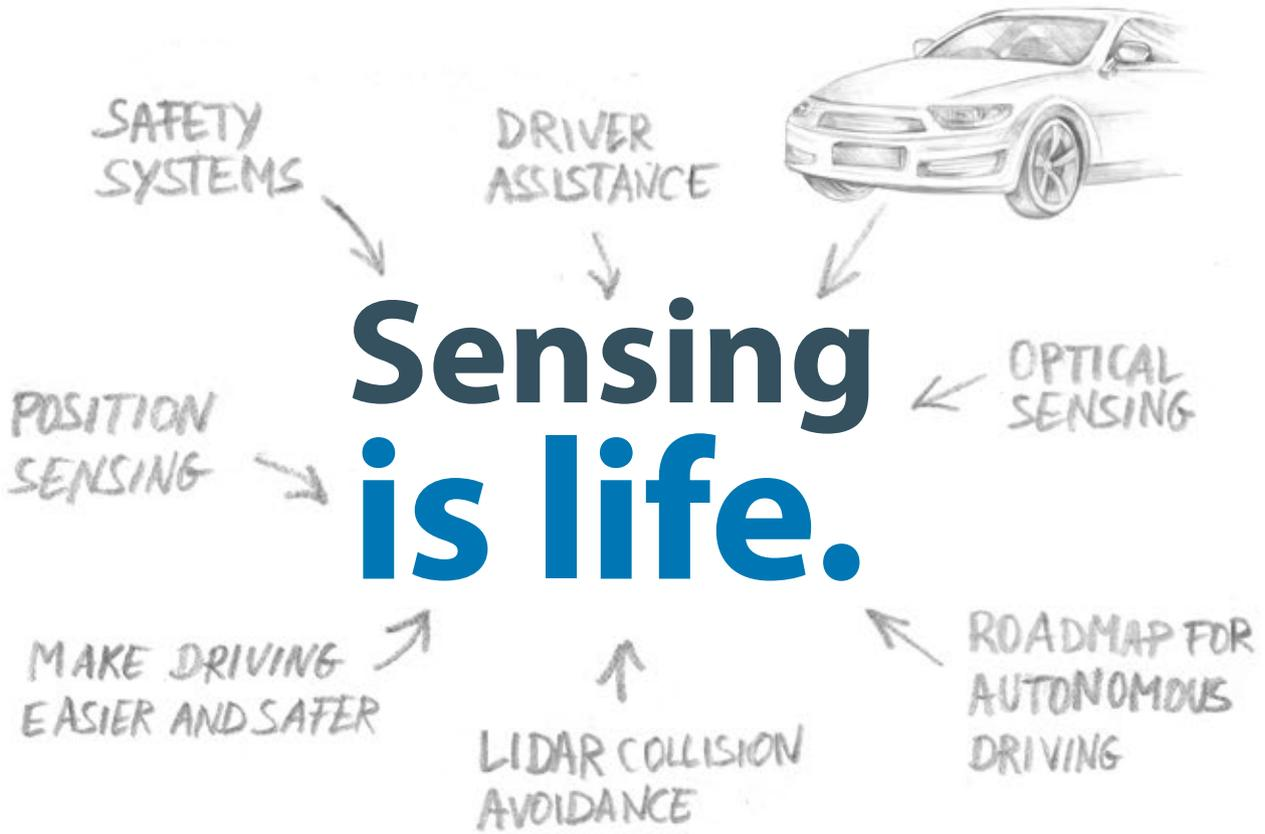 SAFETY
SYSTEMS
DRIVER
ASSISTANCE
Sensing
is life.
OPTICAL
SENSING
POSITION
SENSING
MAKE DRIVING
EASIER AND SAFER
LIDAR COLLISION
AVOIDANCE
ROADMAP FOR
AUTONOMOUS
DRIVING